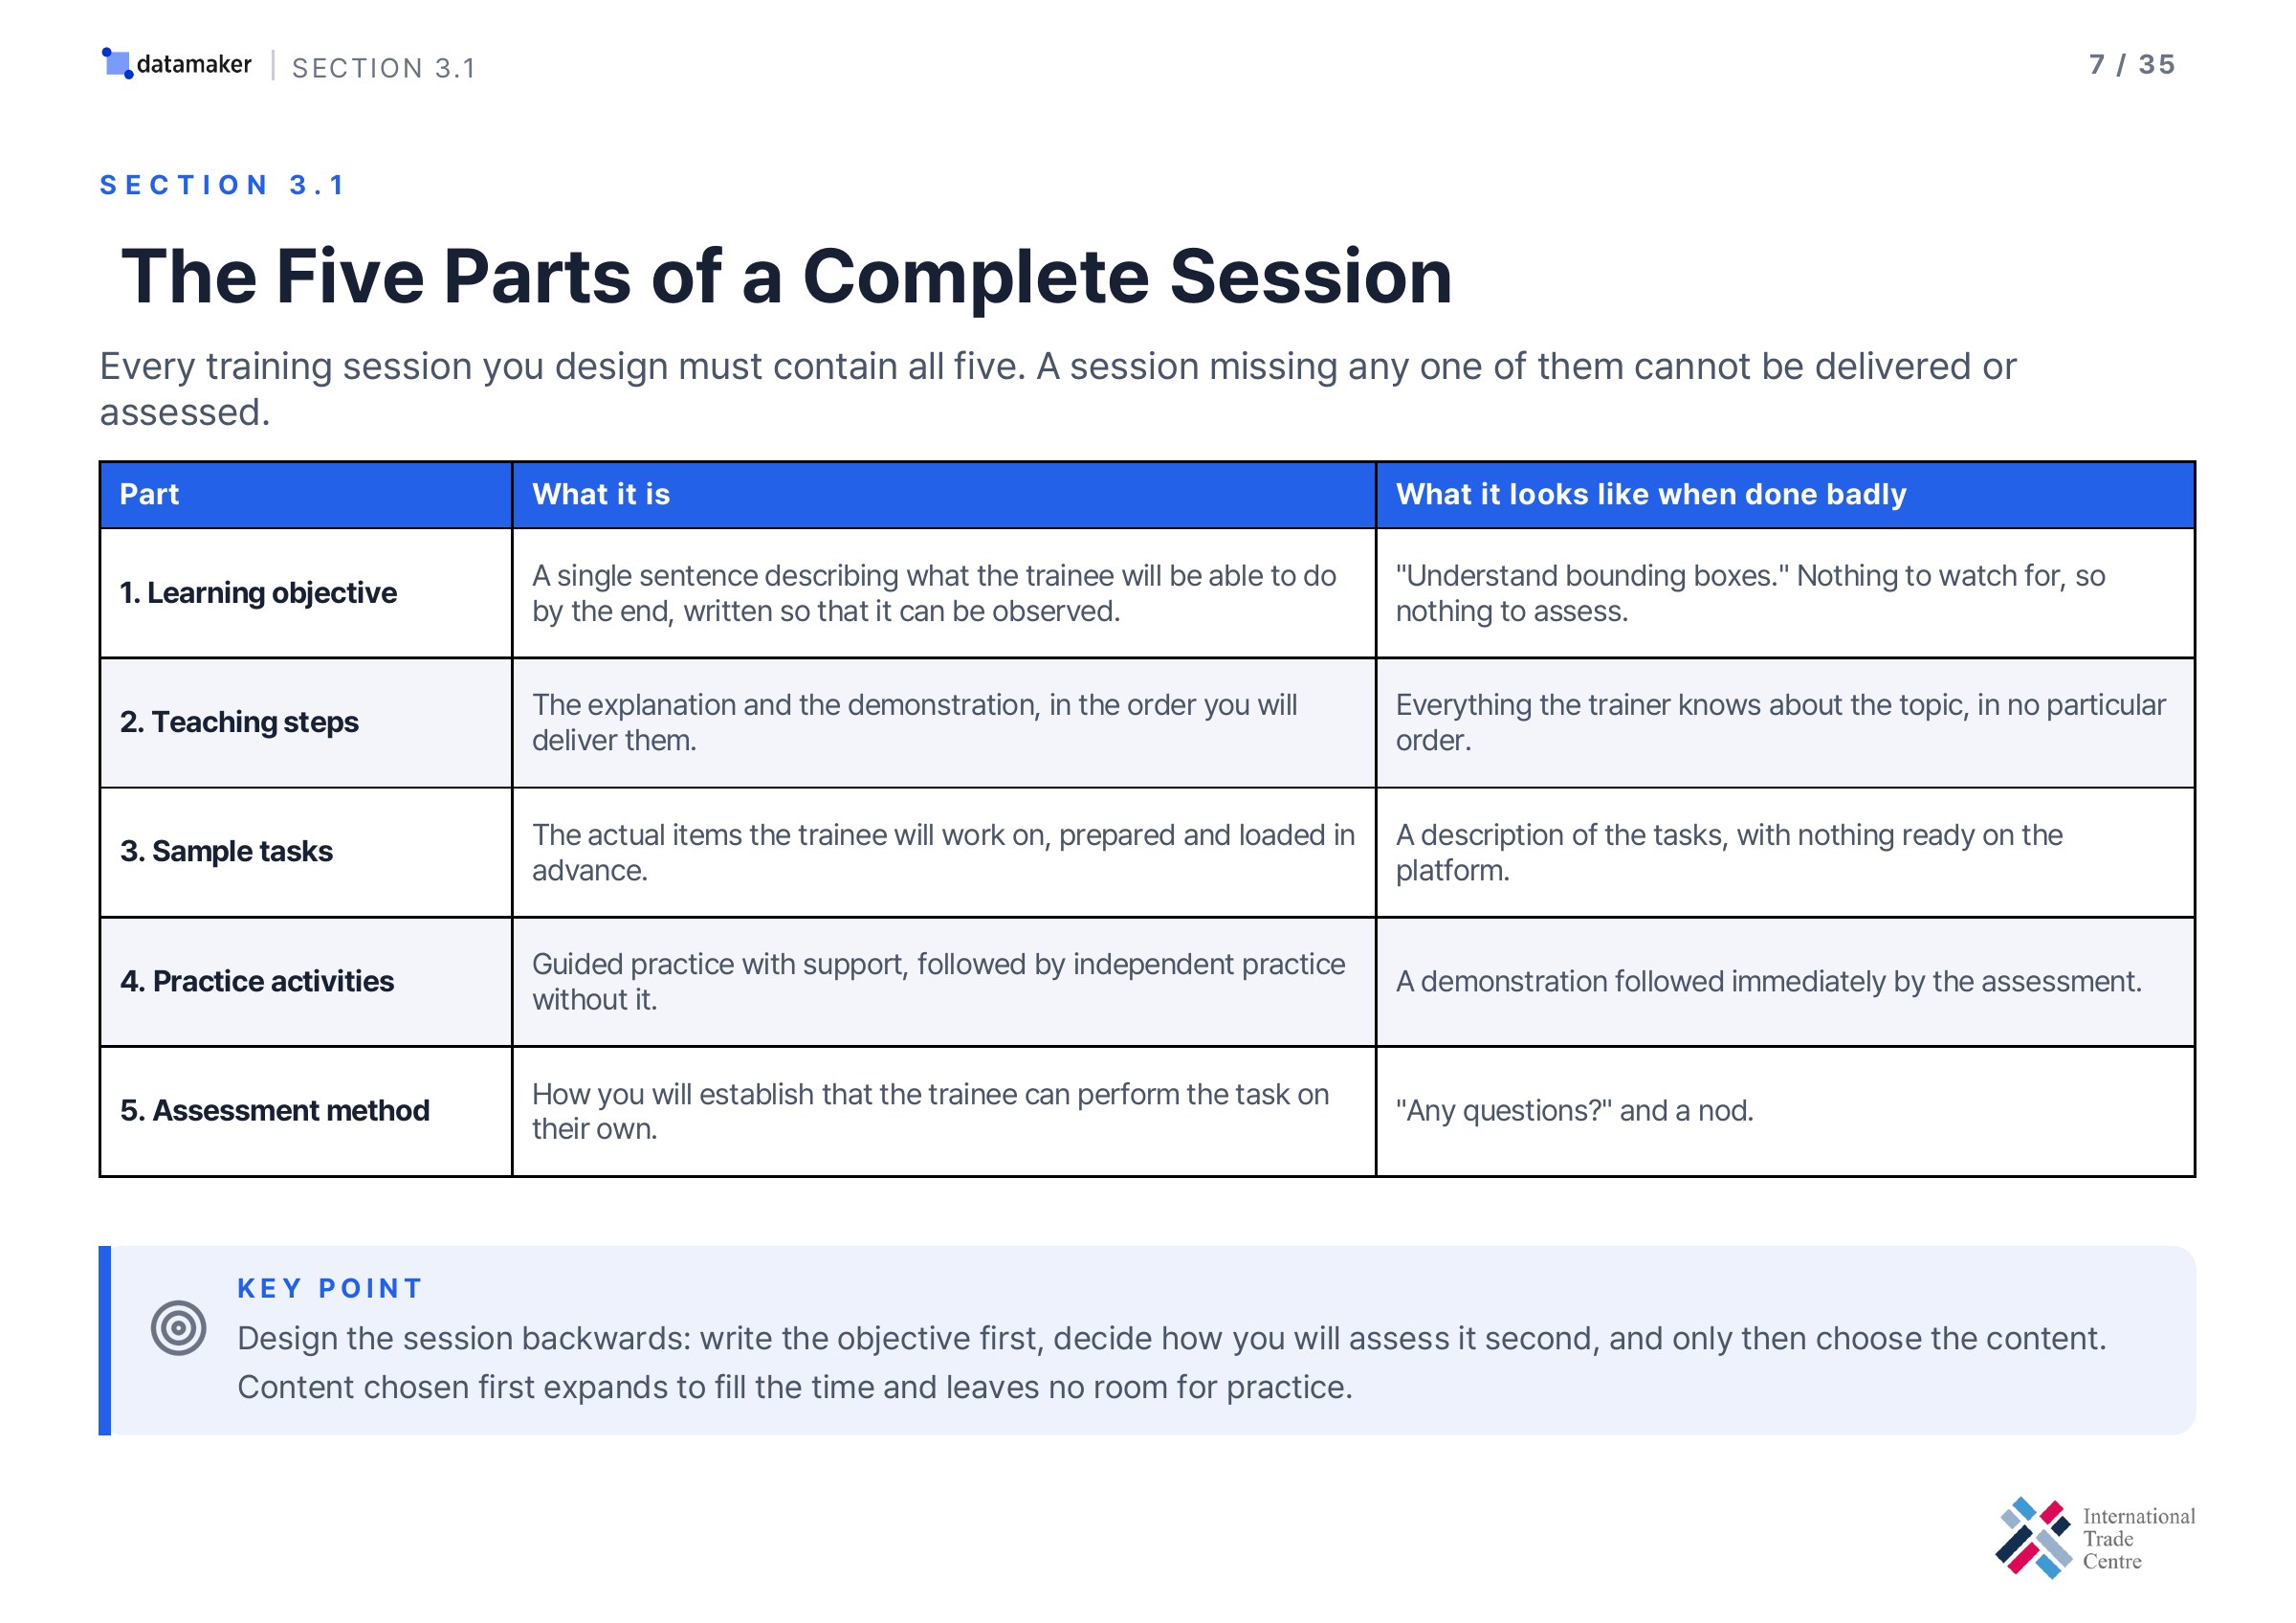 datamaker
SECTION 3.1
7 / 35
SECTION 3.1
The Five Parts of a Complete Session
Every training session you design must contain all five. A session missing any one of them cannot be delivered or
assessed.
Part
What it is
What it looks like when done badly
1. Learning objective
A single sentence describing what the trainee will be able to do
by the end, written so that it can be observed.
"Understand bounding boxes." Nothing to watch for, so
nothing to assess.
2. Teaching steps
The explanation and the demonstration, in the order you will
deliver them.
Everything the trainer knows about the topic, in no particular
order.
3. Sample tasks
The actual items the trainee will work on, prepared and loaded in
advance.
A description of the tasks, with nothing ready on the
platform.
4. Practice activities
Guided practice with support, followed by independent practice
without it.
A demonstration followed immediately by the assessment.
5. Assessment method
How you will establish that the trainee can perform the task on
their own.
"Any questions?" and a nod.
KEY POINT
Design the session backwards: write the objective first, decide how you will assess it second, and only then choose the content.
Content chosen first expands to fill the time and leaves no room for practice.
International
Trade
Centre